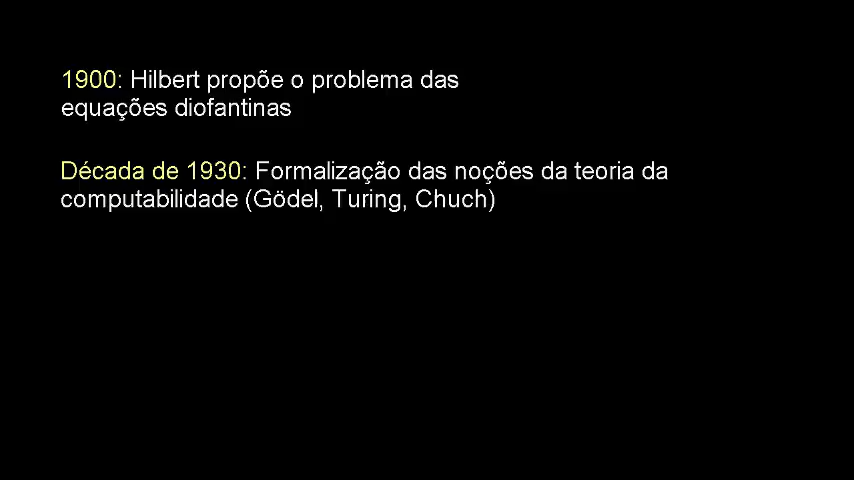 1900: Hilbert propõe o problema das
equações diofantinas
Década de 1930: Formalização das noções da teoria da
computabilidade (Gödel, Turing, Chuch)